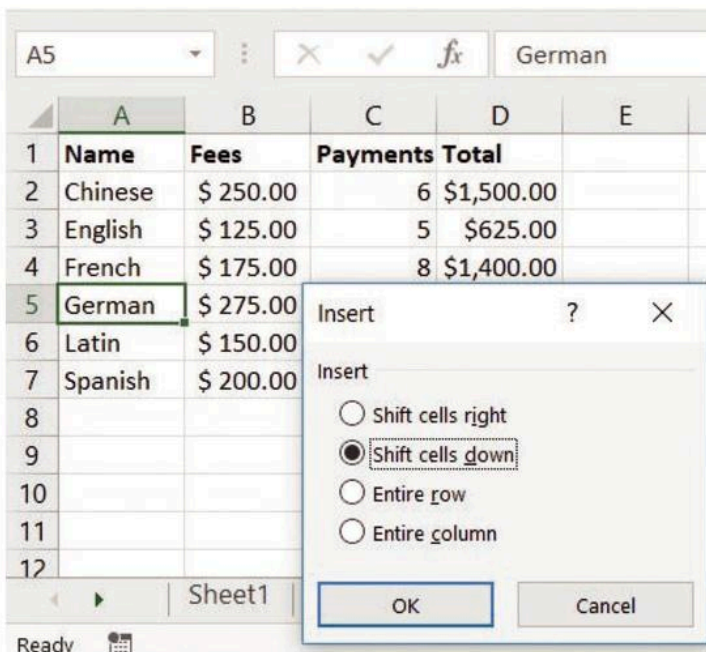 A5 fx German
A B C D E
1 Name Fees Payments Total
2 Chinese $ 250.00 6 $1,500.00
3 English $ 125.00 5 $625.00
4 French $ 175.00 8 $1,400.00
5 German $ 275.00
6 Latin $ 150.00
7 Spanish $ 200.00
8
9
10
11
12
Insert ? X
Insert
Shift cells right
Shift cells down
Entire row
Entire column
OK Cancel
Sheet1
Ready